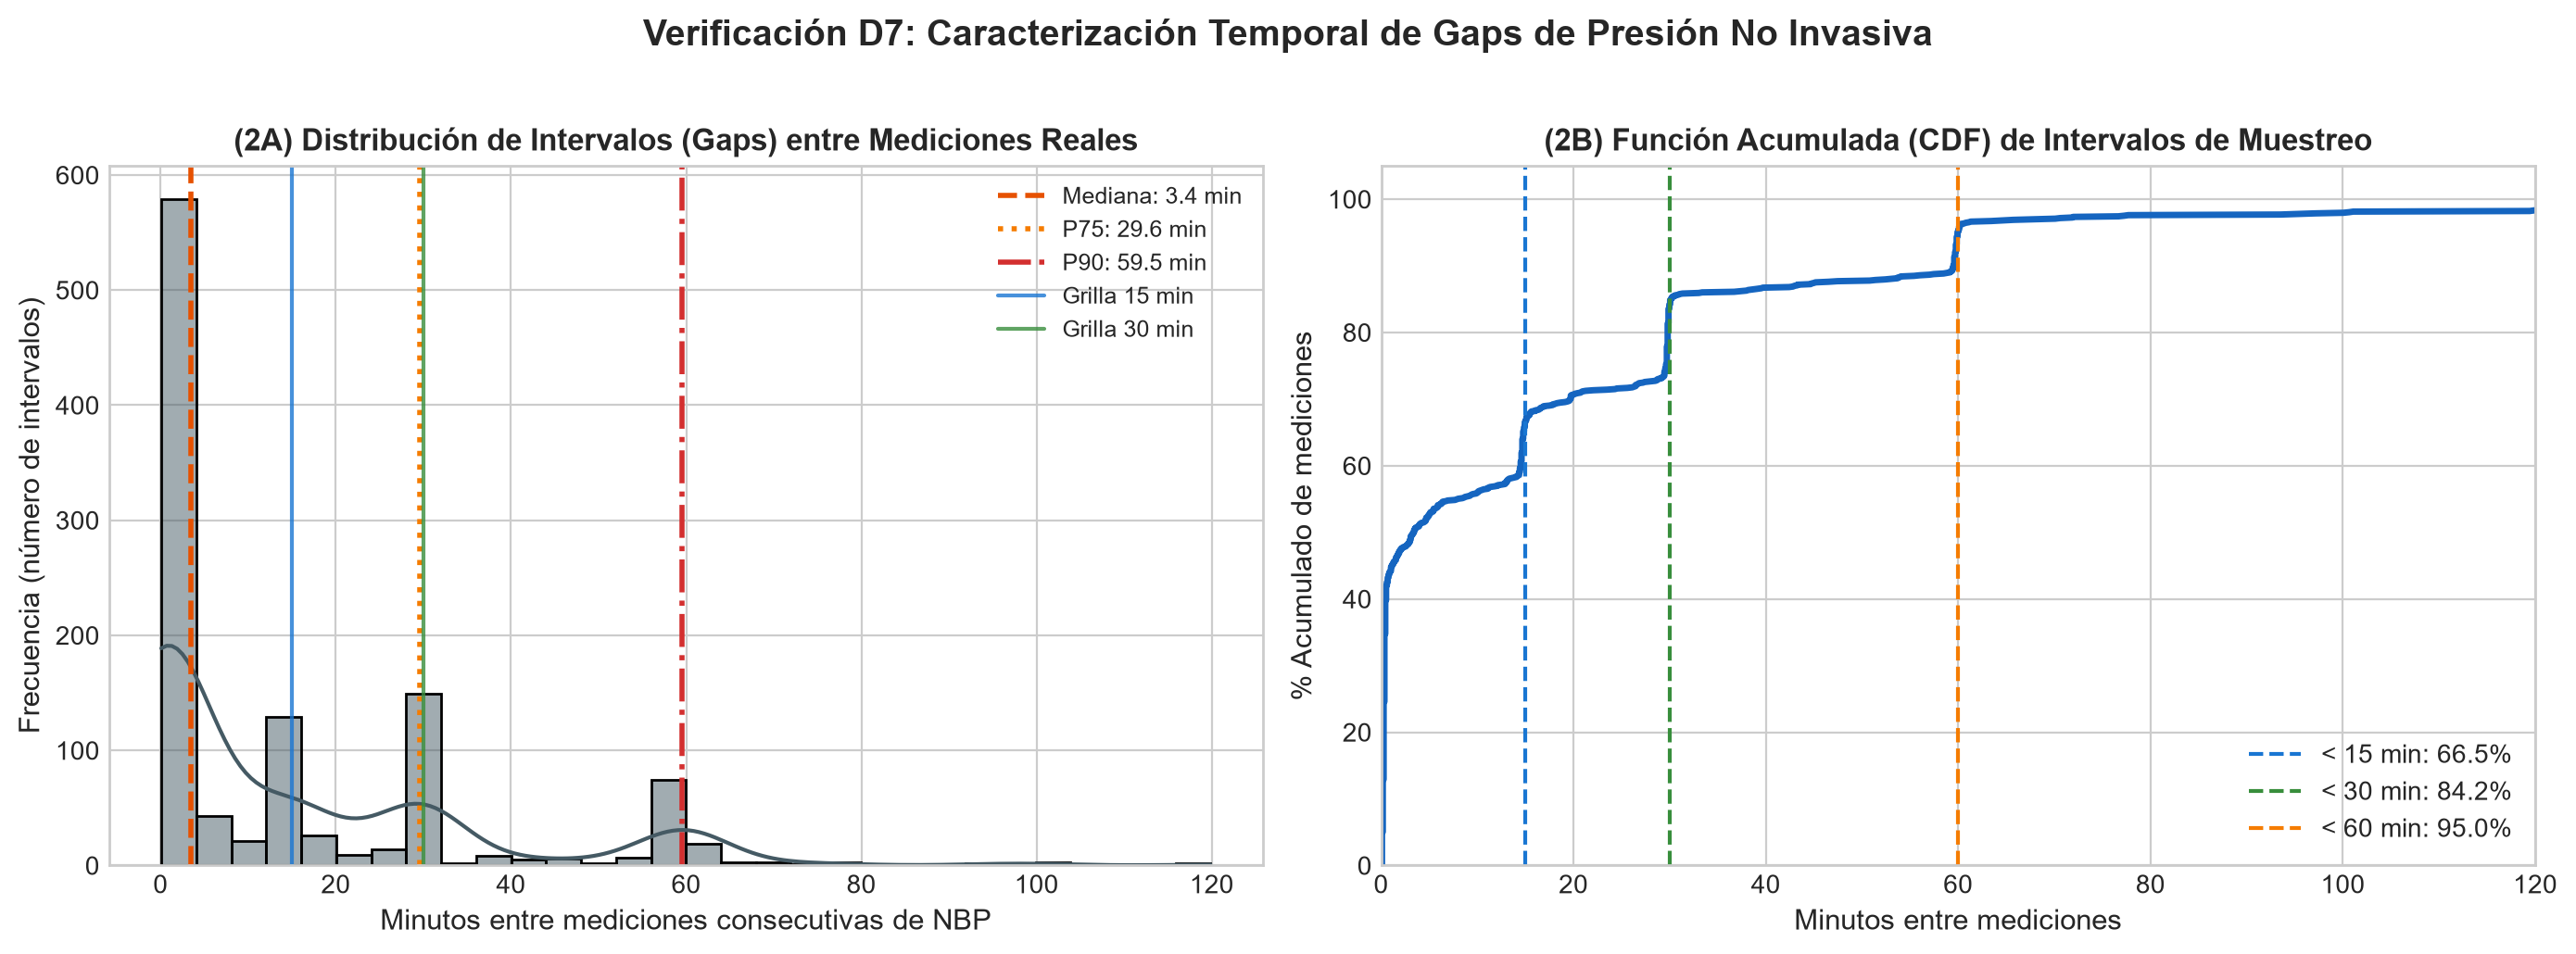 Verificación D7: Caracterización Temporal de Gaps de Presión No Invasiva
(2A) Distribución de Intervalos (Gaps) entre Mediciones Reales
Frecuencia (número de intervalos)
600
500
400
300
200
100
0
Mediana: 3.4 min
P75: 29.6 min
P90: 59.5 min
Grilla 15 min
Grilla 30 min
0 20 40 60 80 100 120
Minutos entre mediciones consecutivas de NBP
(2B) Función Acumulada (CDF) de Intervalos de Muestreo
% Acumulado de mediciones
100
80
60
40
20
0
< 15 min: 66.5%
< 30 min: 84.2%
< 60 min: 95.0%
0 20 40 60 80 100 120
Minutos entre mediciones